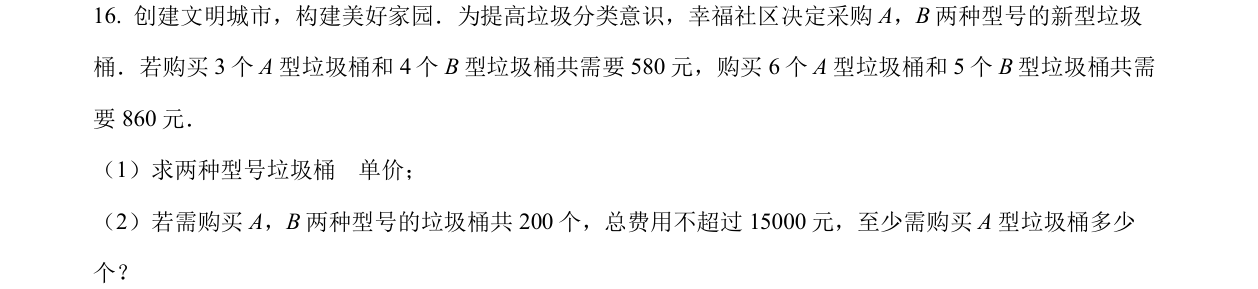 16. 创建文明城市，构建美好家园．为提高垃圾分类意识，幸福社区决定采购 A，B 两种型号的新型垃圾
桶．若购买 3 个 A 型垃圾桶和 4 个 B 型垃圾桶共需要 580 元，购买 6 个 A 型垃圾桶和 5 个 B 型垃圾桶共需
要 860 元．
（1）求两种型号垃圾桶　单价；
（2）若需购买 A，B 两种型号的垃圾桶共 200 个，总费用不超过 15000 元，至少需购买 A 型垃圾桶多少
个？